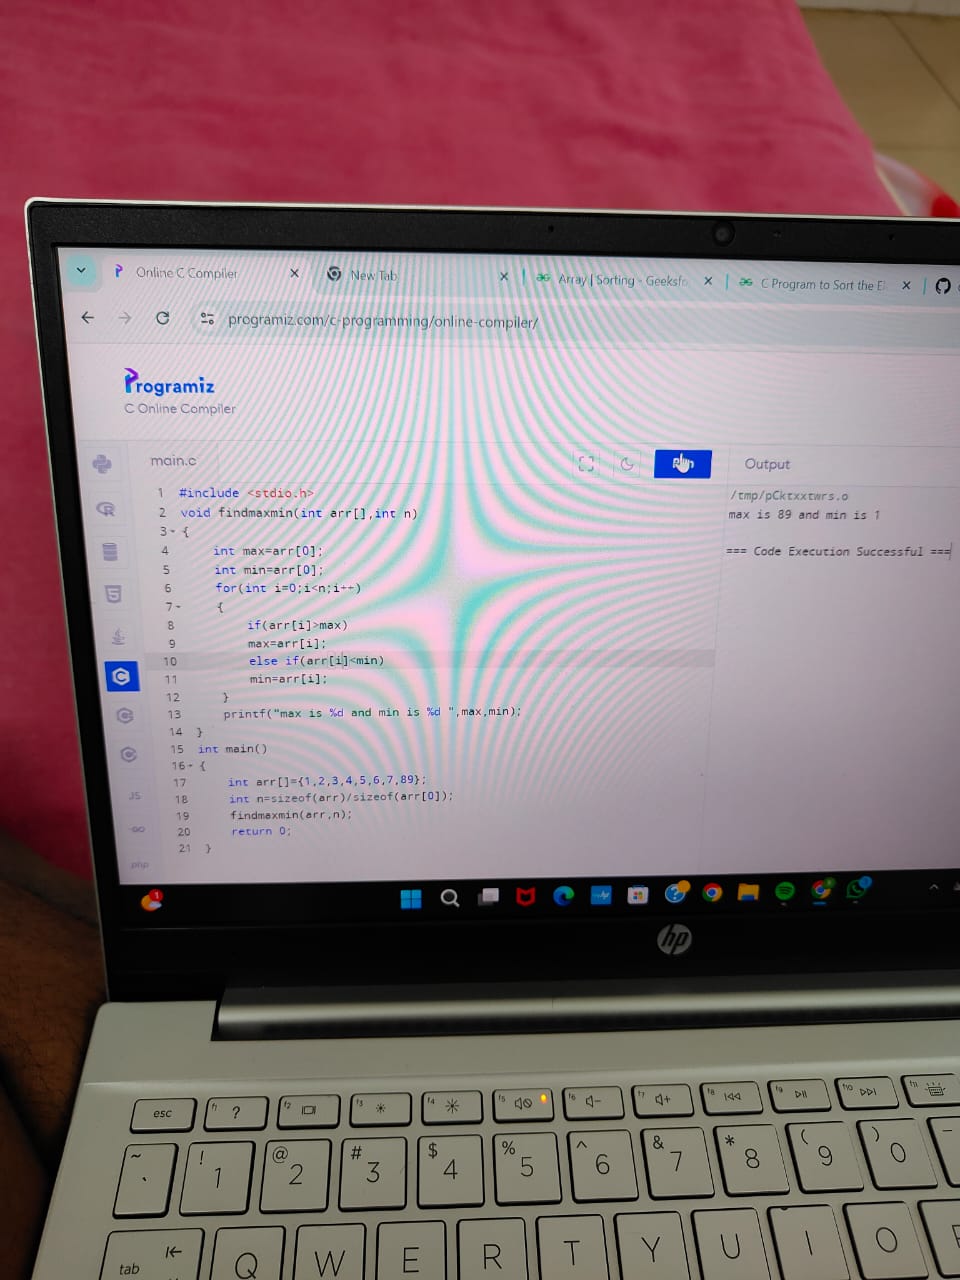 Online C Compiler
New Tab
Array | Sorting - Geeksfo
C Program to Sort the El
programiz.com/c-programming/online-compiler/
Programiz
C Online Compiler
main.c
Output
1 #include <stdio.h>
2 void findmaxmin(int arr[],int n)
3 {
4 int max=arr[0];
5 int min=arr[0];
6 for(int i=0;i<n;i++)
7 {
8 if(arr[i]>max)
9 max=arr[i];
10 else if(arr[i]<min)
11 min=arr[i];
12 }
13 printf("max is %d and min is %d ",max,min);
14 }
15 int main()
16 {
17 int arr[]={1,2,3,4,5,6,7,89};
18 int n=sizeof(arr)/sizeof(arr[0]);
19 findmaxmin(arr,n);
20 return 0;
21 }
/tmp/pCktxxtwrs.o
max is 89 and min is 1
=== Code Execution Successful ===
JS
GO
php
1
hp
esc
f1 ?
f2
f3
f4
f5
f6
f7
f8
f9
f10
f11
~ `
! 1
@ 2
# 3
$ 4
% 5
^ 6
& 7
* 8
( 9
) 0
tab
Q
W
E
R
T
Y
U
I
O